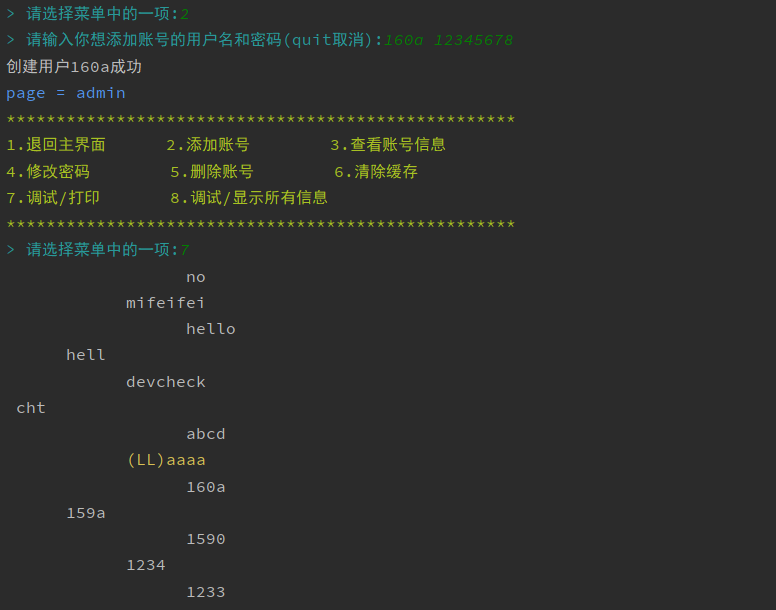 > 请选择菜单中的一项:2
> 请输入你想添加账号的用户名和密码(quit取消):160a 12345678
创建用户160a成功
page = admin
***************************************************
1.退回主界面 2.添加账号 3.查看账号信息
4.修改密码 5.删除账号 6.清除缓存
7.调试/打印 8.调试/显示所有信息
***************************************************
> 请选择菜单中的一项:7
no
mifeifei
hello
hell
devcheck
cht
abcd
(LL)aaaa
160a
159a
1590
1234
1233